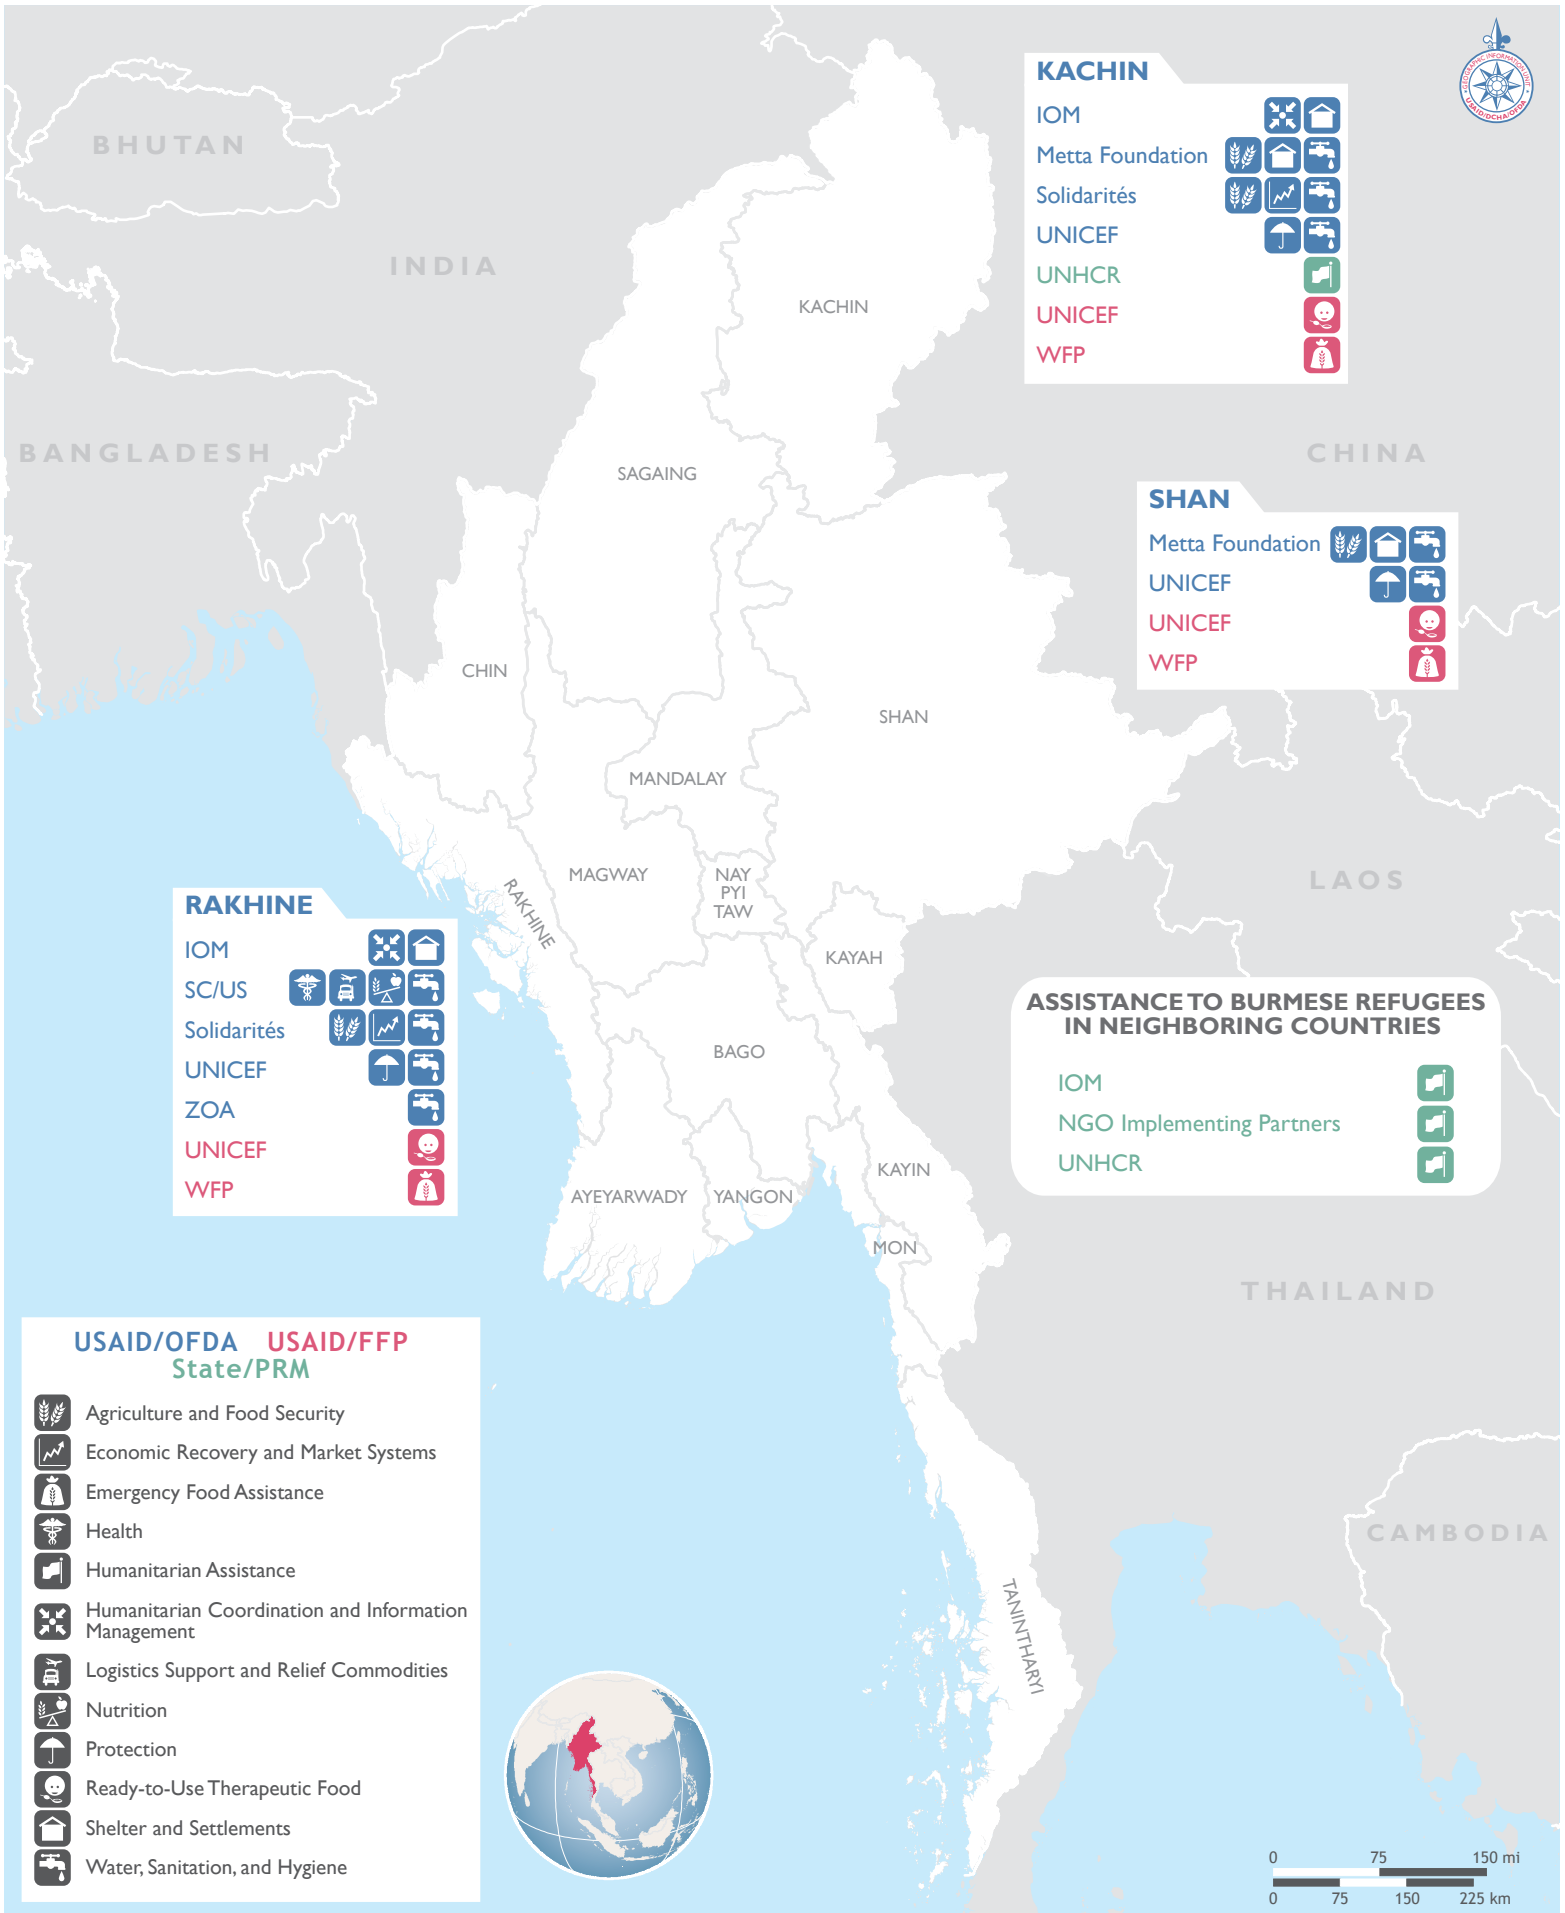 KACHIN
IOM
Metta Foundation
Solidarités
UNICEF
UNHCR
UNICEF
WFP
GEOGRAPHIC INFORMATION UNIT
USAID/DCHA/OFDA
BHUTAN
INDIA
KACHIN
BANGLADESH
SAGAING
CHINA
SHAN
Metta Foundation
UNICEF
UNICEF
WFP
CHIN
SHAN
MANDALAY
MAGWAY
NAY
PYI
TAW
LAOS
RAKHINE
KAYAH
RAKHINE
IOM
SC/US
Solidarités
UNICEF
ZOA
UNICEF
WFP
BAGO
ASSISTANCE TO BURMESE REFUGEES
IN NEIGHBORING COUNTRIES
IOM
NGO Implementing Partners
UNHCR
KAYIN
AYEYARWADY
YANGON
MON
THAILAND
USAID/OFDA USAID/FFP
State/PRM
Agriculture and Food Security
Economic Recovery and Market Systems
Emergency Food Assistance
Health
Humanitarian Assistance
Humanitarian Coordination and Information
Management
Logistics Support and Relief Commodities
Nutrition
Protection
Ready-to-Use Therapeutic Food
Shelter and Settlements
Water, Sanitation, and Hygiene
CAMBODIA
TANINTHARYI
0 75 150 mi
0 75 150 225 km